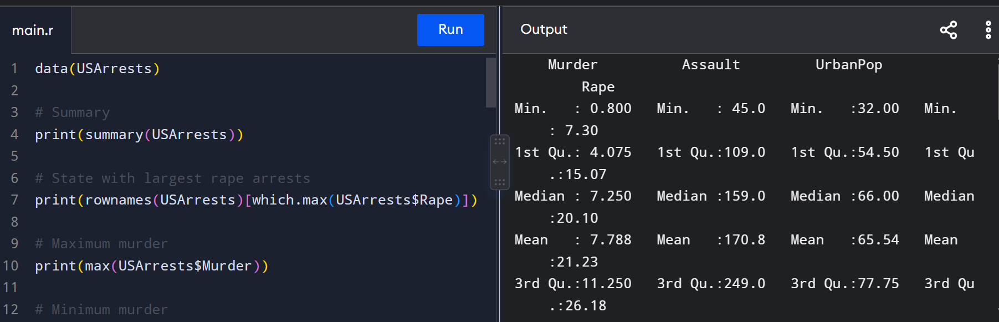 main.r
Run
1 data(USArrests)
2
3 # Summary
4 print(summary(USArrests))
5
6 # State with largest rape arrests
7 print(rownames(USArrests)[which.max(USArrests$Rape)])
8
9 # Maximum murder
10 print(max(USArrests$Murder))
11
12 # Minimum murder
Output
Murder Assault UrbanPop
Rape
Min. : 0.800 Min. : 45.0 Min. :32.00 Min.
: 7.30
1st Qu.: 4.075 1st Qu.:109.0 1st Qu.:54.50 1st Qu
.:15.07
Median : 7.250 Median :159.0 Median :66.00 Median
:20.10
Mean : 7.788 Mean :170.8 Mean :65.54 Mean
:21.23
3rd Qu.:11.250 3rd Qu.:249.0 3rd Qu.:77.75 3rd Qu
.:26.18